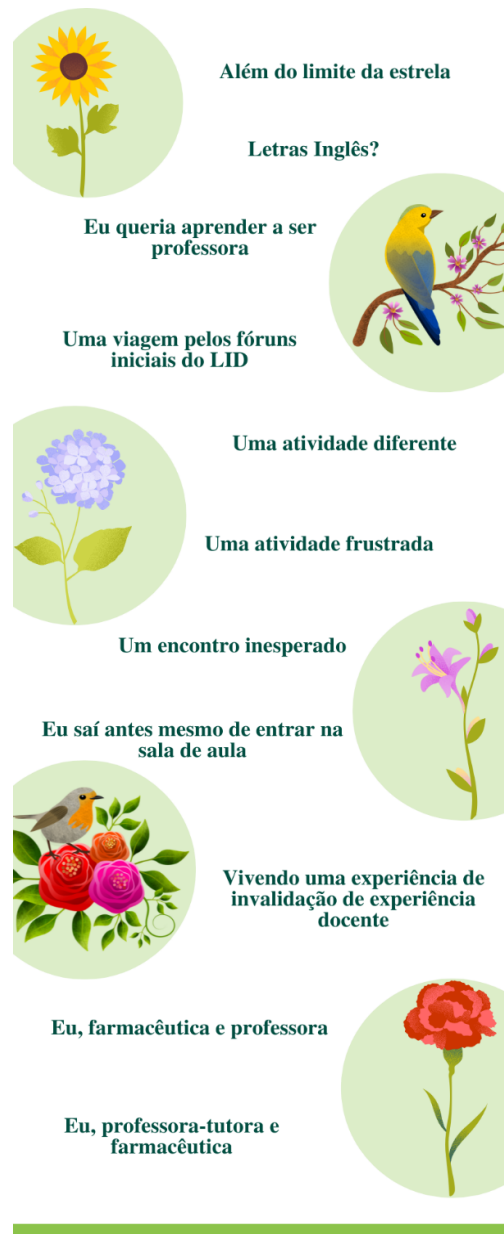 Além do limite da estrela
Letras Inglês?
Eu queria aprender a ser
professora
Uma viagem pelos fóruns
iniciais do LID
Uma atividade diferente
Uma atividade frustrada
Um encontro inesperado
Eu saí antes mesmo de entrar na
sala de aula
Vivendo uma experiência de
invalidação de experiência
docente
Eu, farmacêutica e professora
Eu, professora-tutora e
farmacêutica